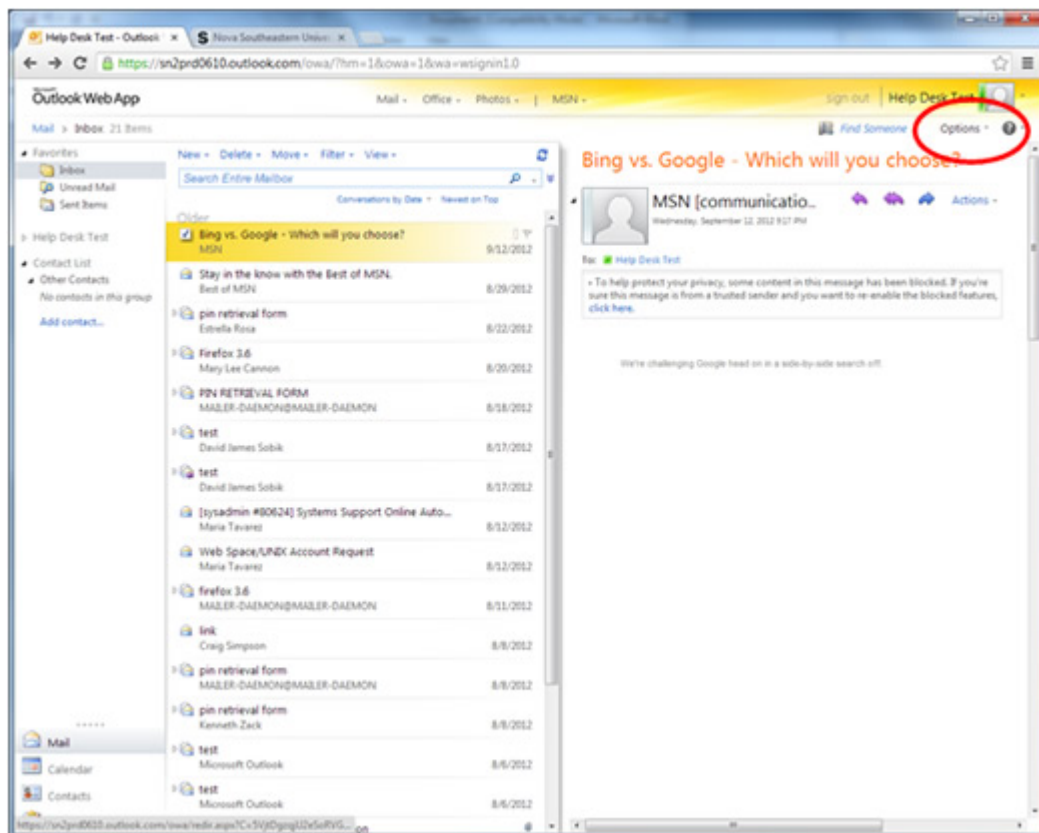 Help Desk Test - Outlook
Nova Southeastern Univer
https://sn2prd0610.outlook.com/owa/?hm=1&owa=1&wa=wsignin1.0
Microsoft
Outlook Web App
Mail
Office
Photos
|
MSN
sign out
Help Desk Test
Mail > Inbox 21 Items
Find Someone
Options
Favorites
Inbox
Unread Mail
Sent Items
Help Desk Test
Contact List
Other Contacts
No contacts in this group
Add contact...
Mail
Calendar
Contacts
New
Delete
Move
Filter
View
Search Entire Mailbox
Conversations by Date
Newest on Top
Older
Bing vs. Google - Which will you choose?
MSN 9/12/2012
Stay in the know with the Best of MSN.
Best of MSN 8/29/2012
pin retrieval form
Estrella Rosa 8/22/2012
Firefox 3.6
Mary Lee Cannon 8/20/2012
PIN RETRIEVAL FORM
MAILER-DAEMON@MAILER-DAEMON 8/18/2012
test
David James Sobik 8/17/2012
test
David James Sobik 8/17/2012
[sysadmin #80624] Systems Support Online Auto...
Maria Tavarez 8/12/2012
Web Space/UNIX Account Request
Maria Tavarez 8/12/2012
firefox 3.6
MAILER-DAEMON@MAILER-DAEMON 8/11/2012
link
Craig Simpson 8/8/2012
pin retrieval form
MAILER-DAEMON@MAILER-DAEMON 8/8/2012
pin retrieval form
Kenneth Zack 8/8/2012
test
Microsoft Outlook 8/6/2012
test
Microsoft Outlook 8/6/2012
on
Bing vs. Google - Which will you choose?
MSN [communicatio..
Actions
Wednesday, September 12, 2012 9:17 PM
To: Help Desk Test
To help protect your privacy, some content in this message has been blocked. If you're
sure this message is from a trusted sender and you want to re-enable the blocked features,
click here.
We're challenging Google head on in a side-by-side search off.